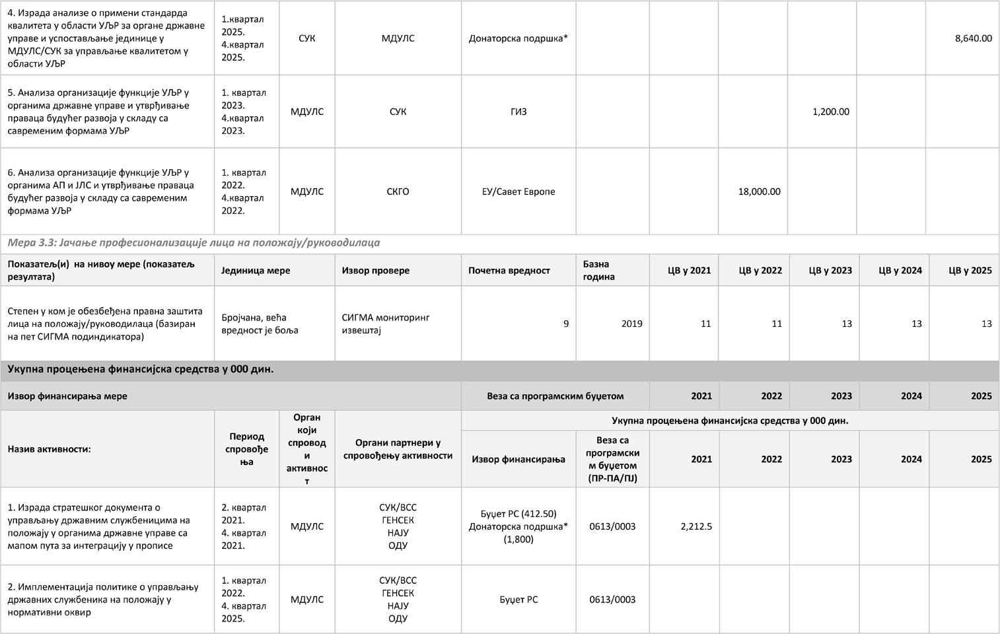 4. Израда анализе о примени стандарда
квалитета у области УЉР за органе државне
управе и успостављање јединице у
МДУЛС/СУК за управљање квалитетом у
области УЉР
1.квартал
2025.
4.квартал
2025.
СУК
МДУЛС
Донаторска подршка*
8,640.00
5. Анализа организације функције УЉР у
органима државне управе и утврђивање
праваца будућег развоја у складу са
савременим формама УЉР
1. квартал
2023.
4.квартал
2023.
МДУЛС
СУК
ГИЗ
1,200.00
6. Анализа организације функције УЉР у
органима АП и ЈЛС и утврђивање праваца
будућег развоја у складу са савременим
формама УЉР
1. квартал
2022.
4.квартал
2022.
МДУЛС
СКГО
ЕУ/Савет Европе
18,000.00
Мера 3.3: Јачање професионализације лица на положају/руководилаца
Показатељ(и) на нивоу мере (показатељ
резултата)
Јединица мере
Извор провере
Почетна вредност
Базна
година
ЦВ у 2021
ЦВ у 2022
ЦВ у 2023
ЦВ у 2024
ЦВ у 2025
Степен у ком је обезбеђена правна заштита
лица на положају/руководилаца (базиран
на пет СИГМА подиндикатора)
Бројчана, већа
вредност је боља
СИГМА мониторинг
извештај
9
2019
11
11
13
13
13
Укупна процењена финансијска средства у 000 дин.
Извор финансирања мере
Веза са програмским буџетом
2021
2022
2023
2024
2025
Назив активности:
Период
спровође
ња
Орган
који
спровод
и
активнос
т
Органи партнери у
спровођењу активности
Укупна процењена финансијска средства у 000 дин.
Извор финансирања
Веза са
програмски
м буџетом
(ПР-ПА/ПЈ)
2021
2022
2023
2024
2025
1. Израда стратешког документа о
управљању државним службеницима на
положају у органима државне управе са
мапом пута за интеграцију у прописе
2. квартал
2021.
4. квартал
2021.
МДУЛС
СУК/ВСС
ГЕНСЕК
НАЈУ
ОДУ
Буџет РС (412.50)
Донаторска подршка*
(1,800)
0613/0003
2,212.5
2. Имплементација политике о управљању
државних службеника на положају у
нормативни оквир
1. квартал
2022.
4. квартал
2025.
МДУЛС
СУК/ВСС
ГЕНСЕК
НАЈУ
ОДУ
Буџет РС
0613/0003